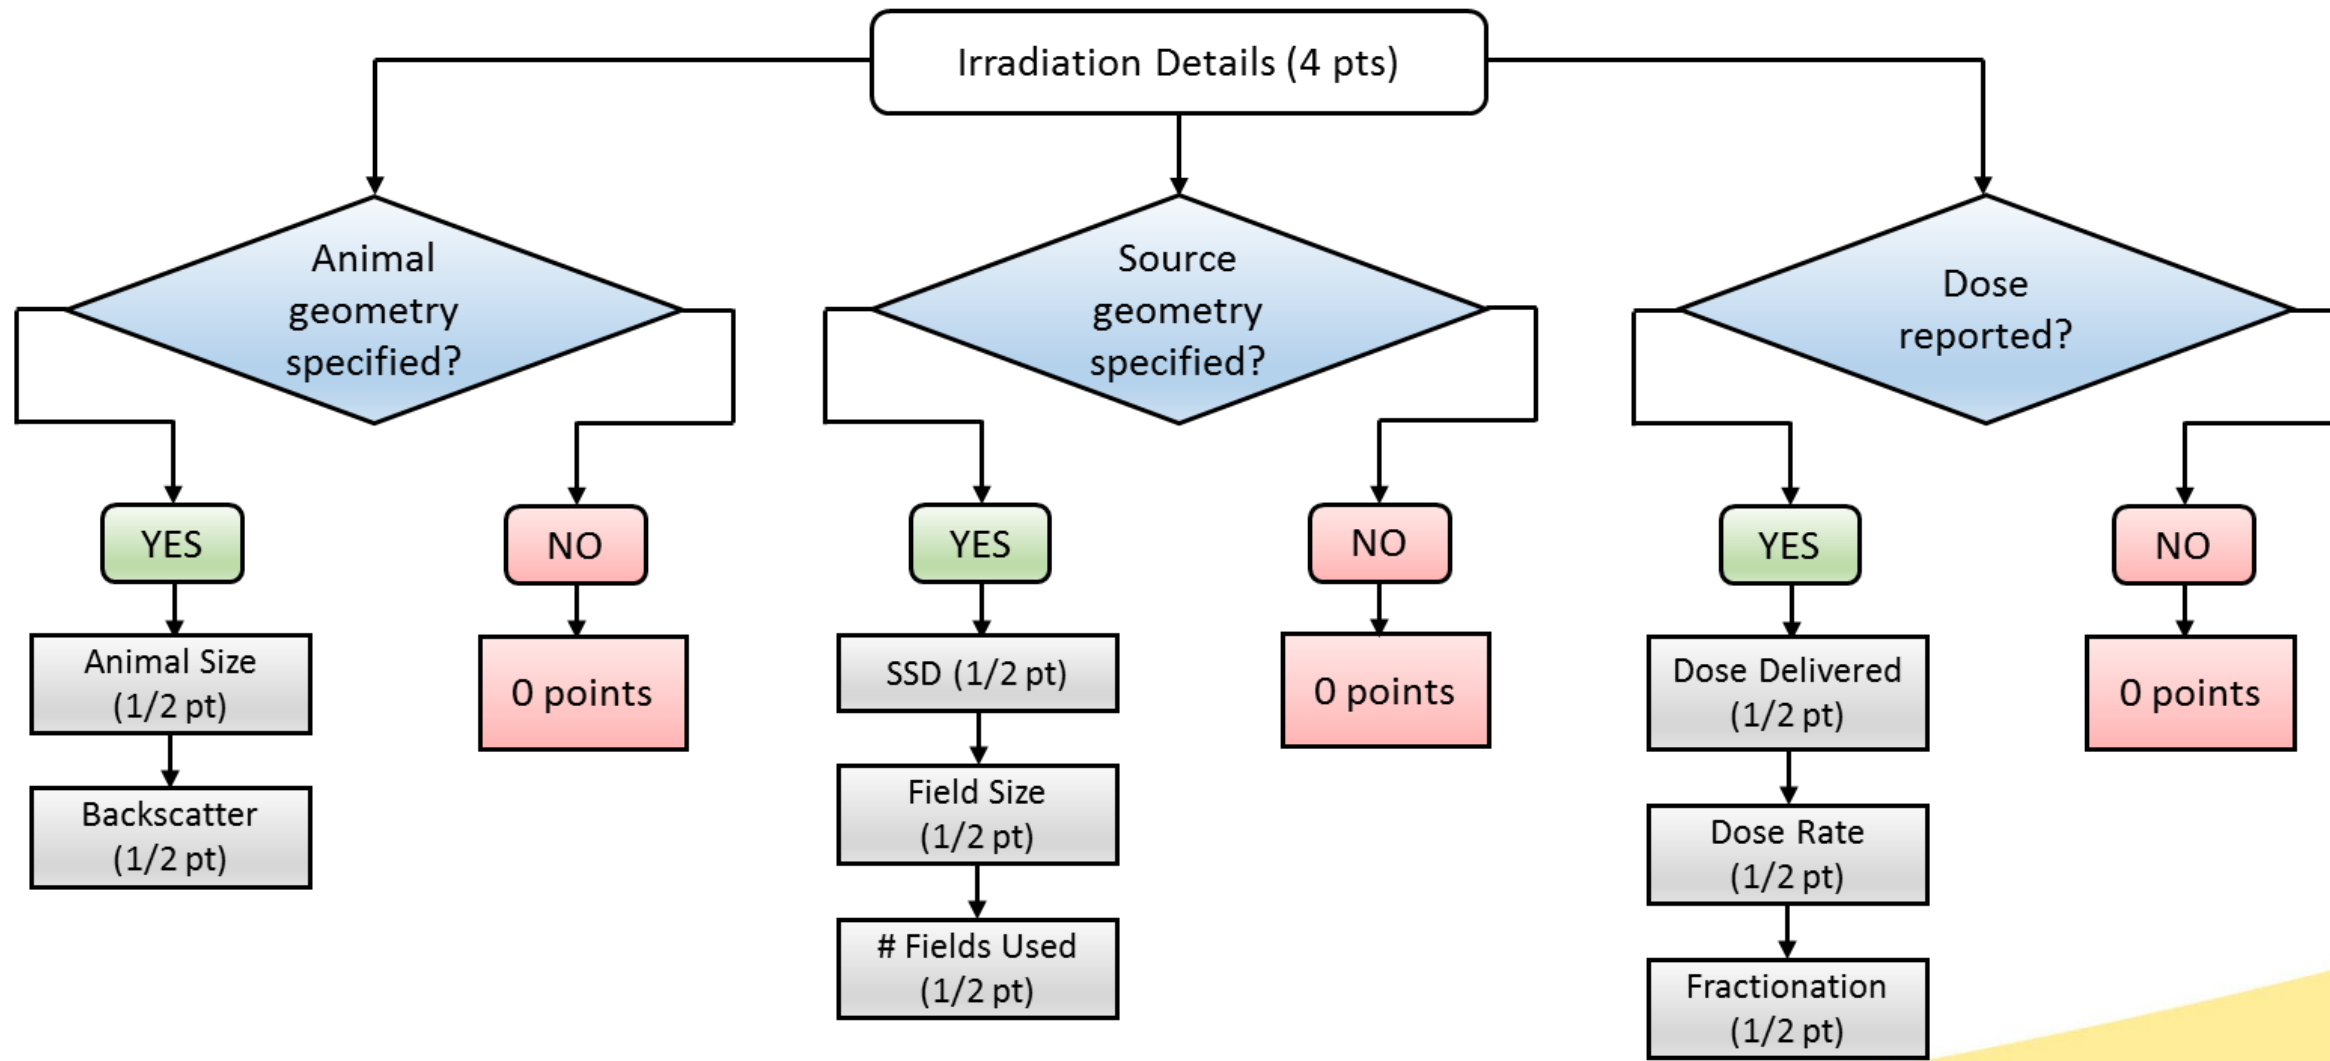 Irradiation Details (4 pts)
Animal
geometry
specified?
Source
geometry
specified?
Dose
reported?
YES
NO
YES
NO
YES
NO
Animal Size
(1/2 pt)
Backscatter
(1/2 pt)
0 points
SSD (1/2 pt)
Field Size
(1/2 pt)
# Fields Used
(1/2 pt)
0 points
Dose Delivered
(1/2 pt)
Dose Rate
(1/2 pt)
Fractionation
(1/2 pt)
0 points